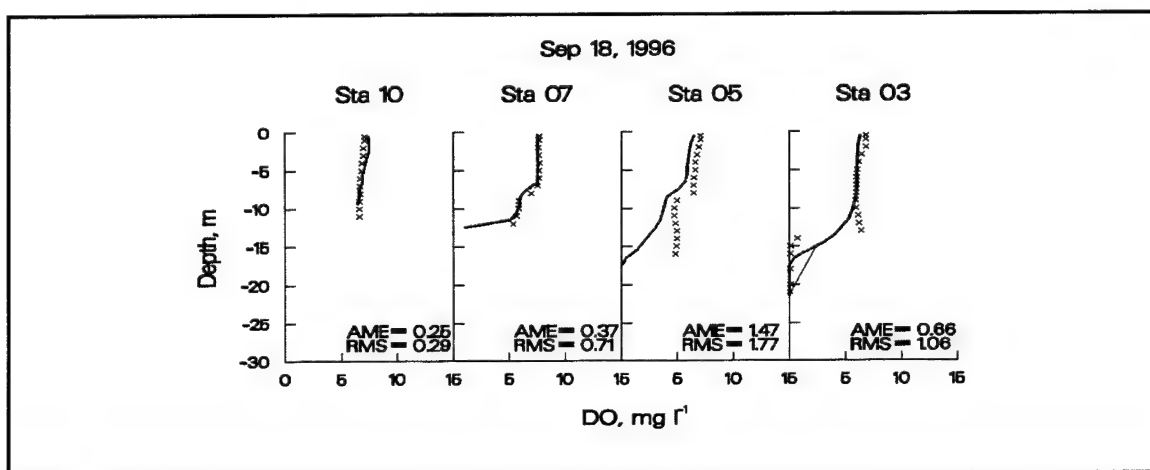 Sep 18, 1996
Sta 10 Sta 07 Sta 05 Sta 03
0
-5
-10
-15
-20
-25
-30
Depth, m
AME= 0.25 AME= 0.37 AME= 1.47 AME= 0.66
RMS= 0.29 RMS= 0.71 RMS= 1.77 RMS= 1.06
0 5 10 15 5 10 15 5 10 15 5 10 15
DO, mg l¹